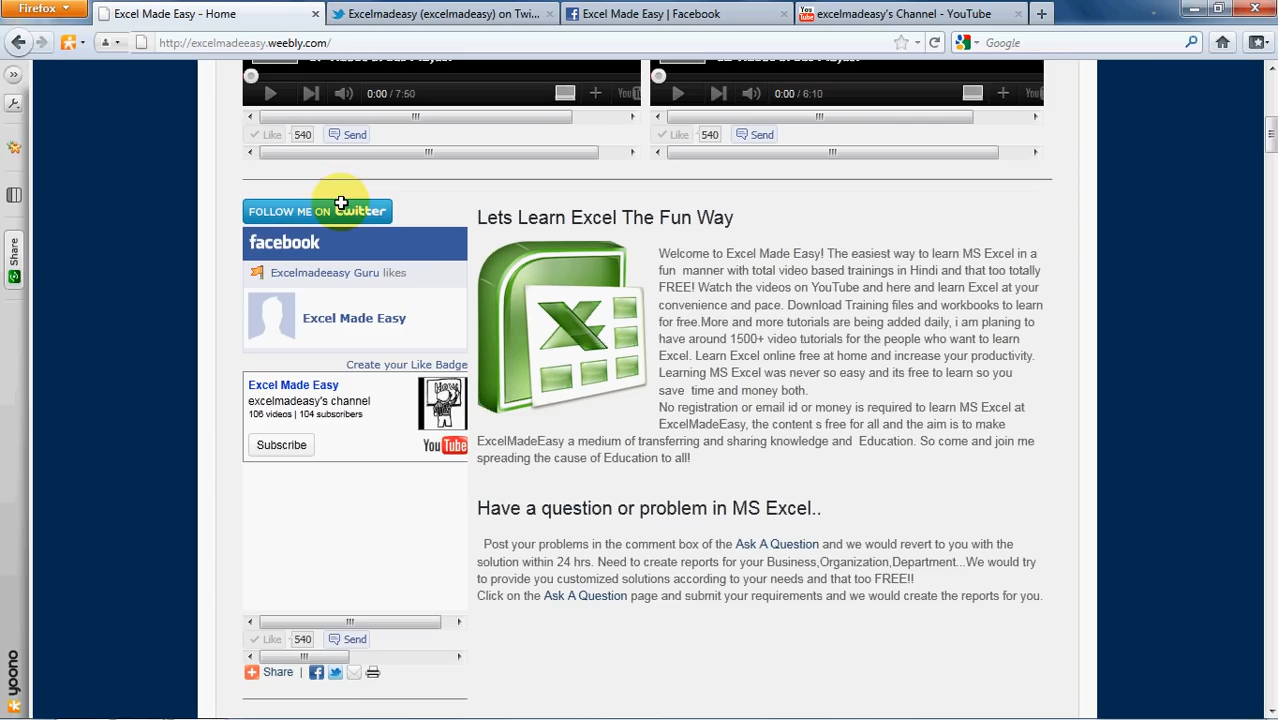 Firefox
Excel Made Easy - Home
Excelmadeasy (excelmadeasy) on Twi...
Excel Made Easy | Facebook
excelmadeasy's Channel - YouTube
http://excelmadeeasy.weebly.com/
Google
0:00 / 7:50
You
0:00 / 6:10
You
Like 540 Send
Like 540 Send
FOLLOW ME ON twitter
facebook
Excelmadeeasy Guru likes
Excel Made Easy
Create your Like Badge
Excel Made Easy
excelmadeasy's channel
106 videos | 104 subscribers
Subscribe
YouTube
Like 540 Send
Share |
Lets Learn Excel The Fun Way
Welcome to Excel Made Easy! The easiest way to learn MS Excel in a
fun manner with total video based trainings in Hindi and that too totally
FREE! Watch the videos on YouTube and here and learn Excel at your
convenience and pace. Download Training files and workbooks to learn
for free.More and more tutorials are being added daily, i am planing to
have around 1500+ video tutorials for the people who want to learn
Excel. Learn Excel online free at home and increase your productivity.
Learning MS Excel was never so easy and its free to learn so you
save time and money both.
No registration or email id or money is required to learn MS Excel at
ExcelMadeEasy, the content s free for all and the aim is to make
ExcelMadeEasy a medium of transferring and sharing knowledge and Education. So come and join me
spreading the cause of Education to all!
Have a question or problem in MS Excel..
Post your problems in the comment box of the Ask A Question and we would revert to you with the
solution within 24 hrs. Need to create reports for your Business,Organization,Department...We would try
to provide you customized solutions according to your needs and that too FREE!!
Click on the Ask A Question page and submit your requirements and we would create the reports for you.
Share
yoono